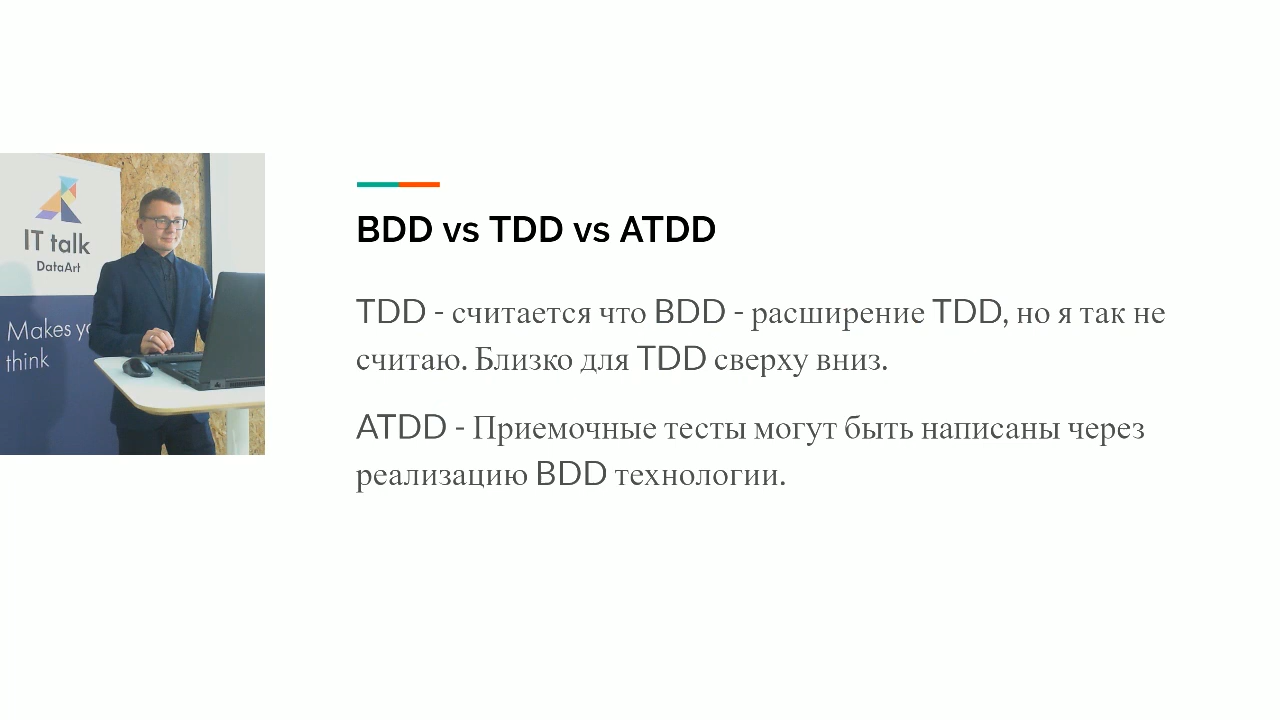 IT talk
DataArt
Makes yo
think
BDD vs TDD vs ATDD
TDD - считается что BDD - расширение TDD, но я так не
считаю. Близко для TDD сверху вниз.
ATDD - Приемочные тесты могут быть написаны через
реализацию BDD технологии.